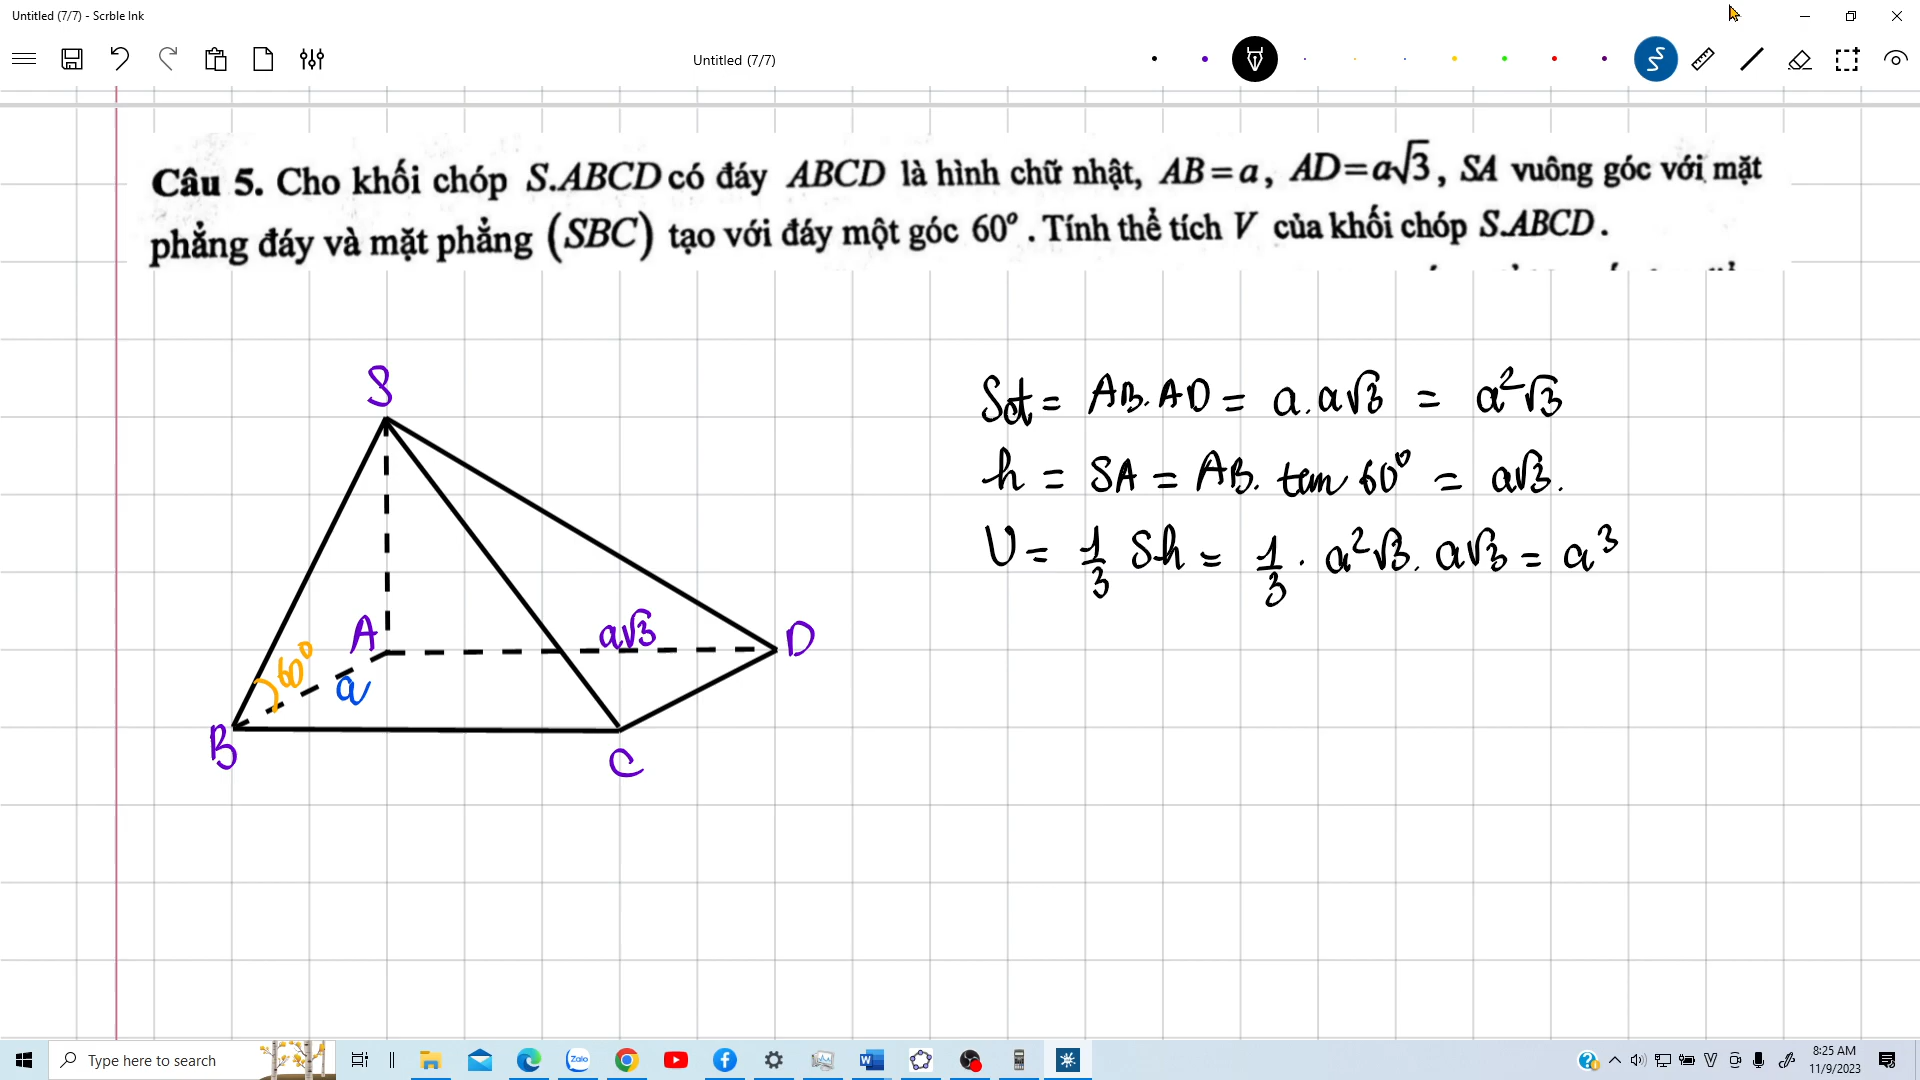 Untitled (7/7) - Scrble Ink
Untitled (7/7)
Câu 5. Cho khối chóp S.ABCD có đáy ABCD là hình chữ nhật, AB=a, AD=a√3, SA vuông góc với mặt
phẳng đáy và mặt phẳng (SBC) tạo với đáy một góc 60°. Tính thể tích V của khối chóp S.ABCD.
S
A
a√3
D
60°
a
B
C
Sđ = AB.AD = a.a√3 = a²√3
h = SA = AB. tan 60° = a√3.
V = 1/3 Sh = 1/3 . a²√3. a√3 = a³
Type here to search
Zalo
8:25 AM
11/9/2023